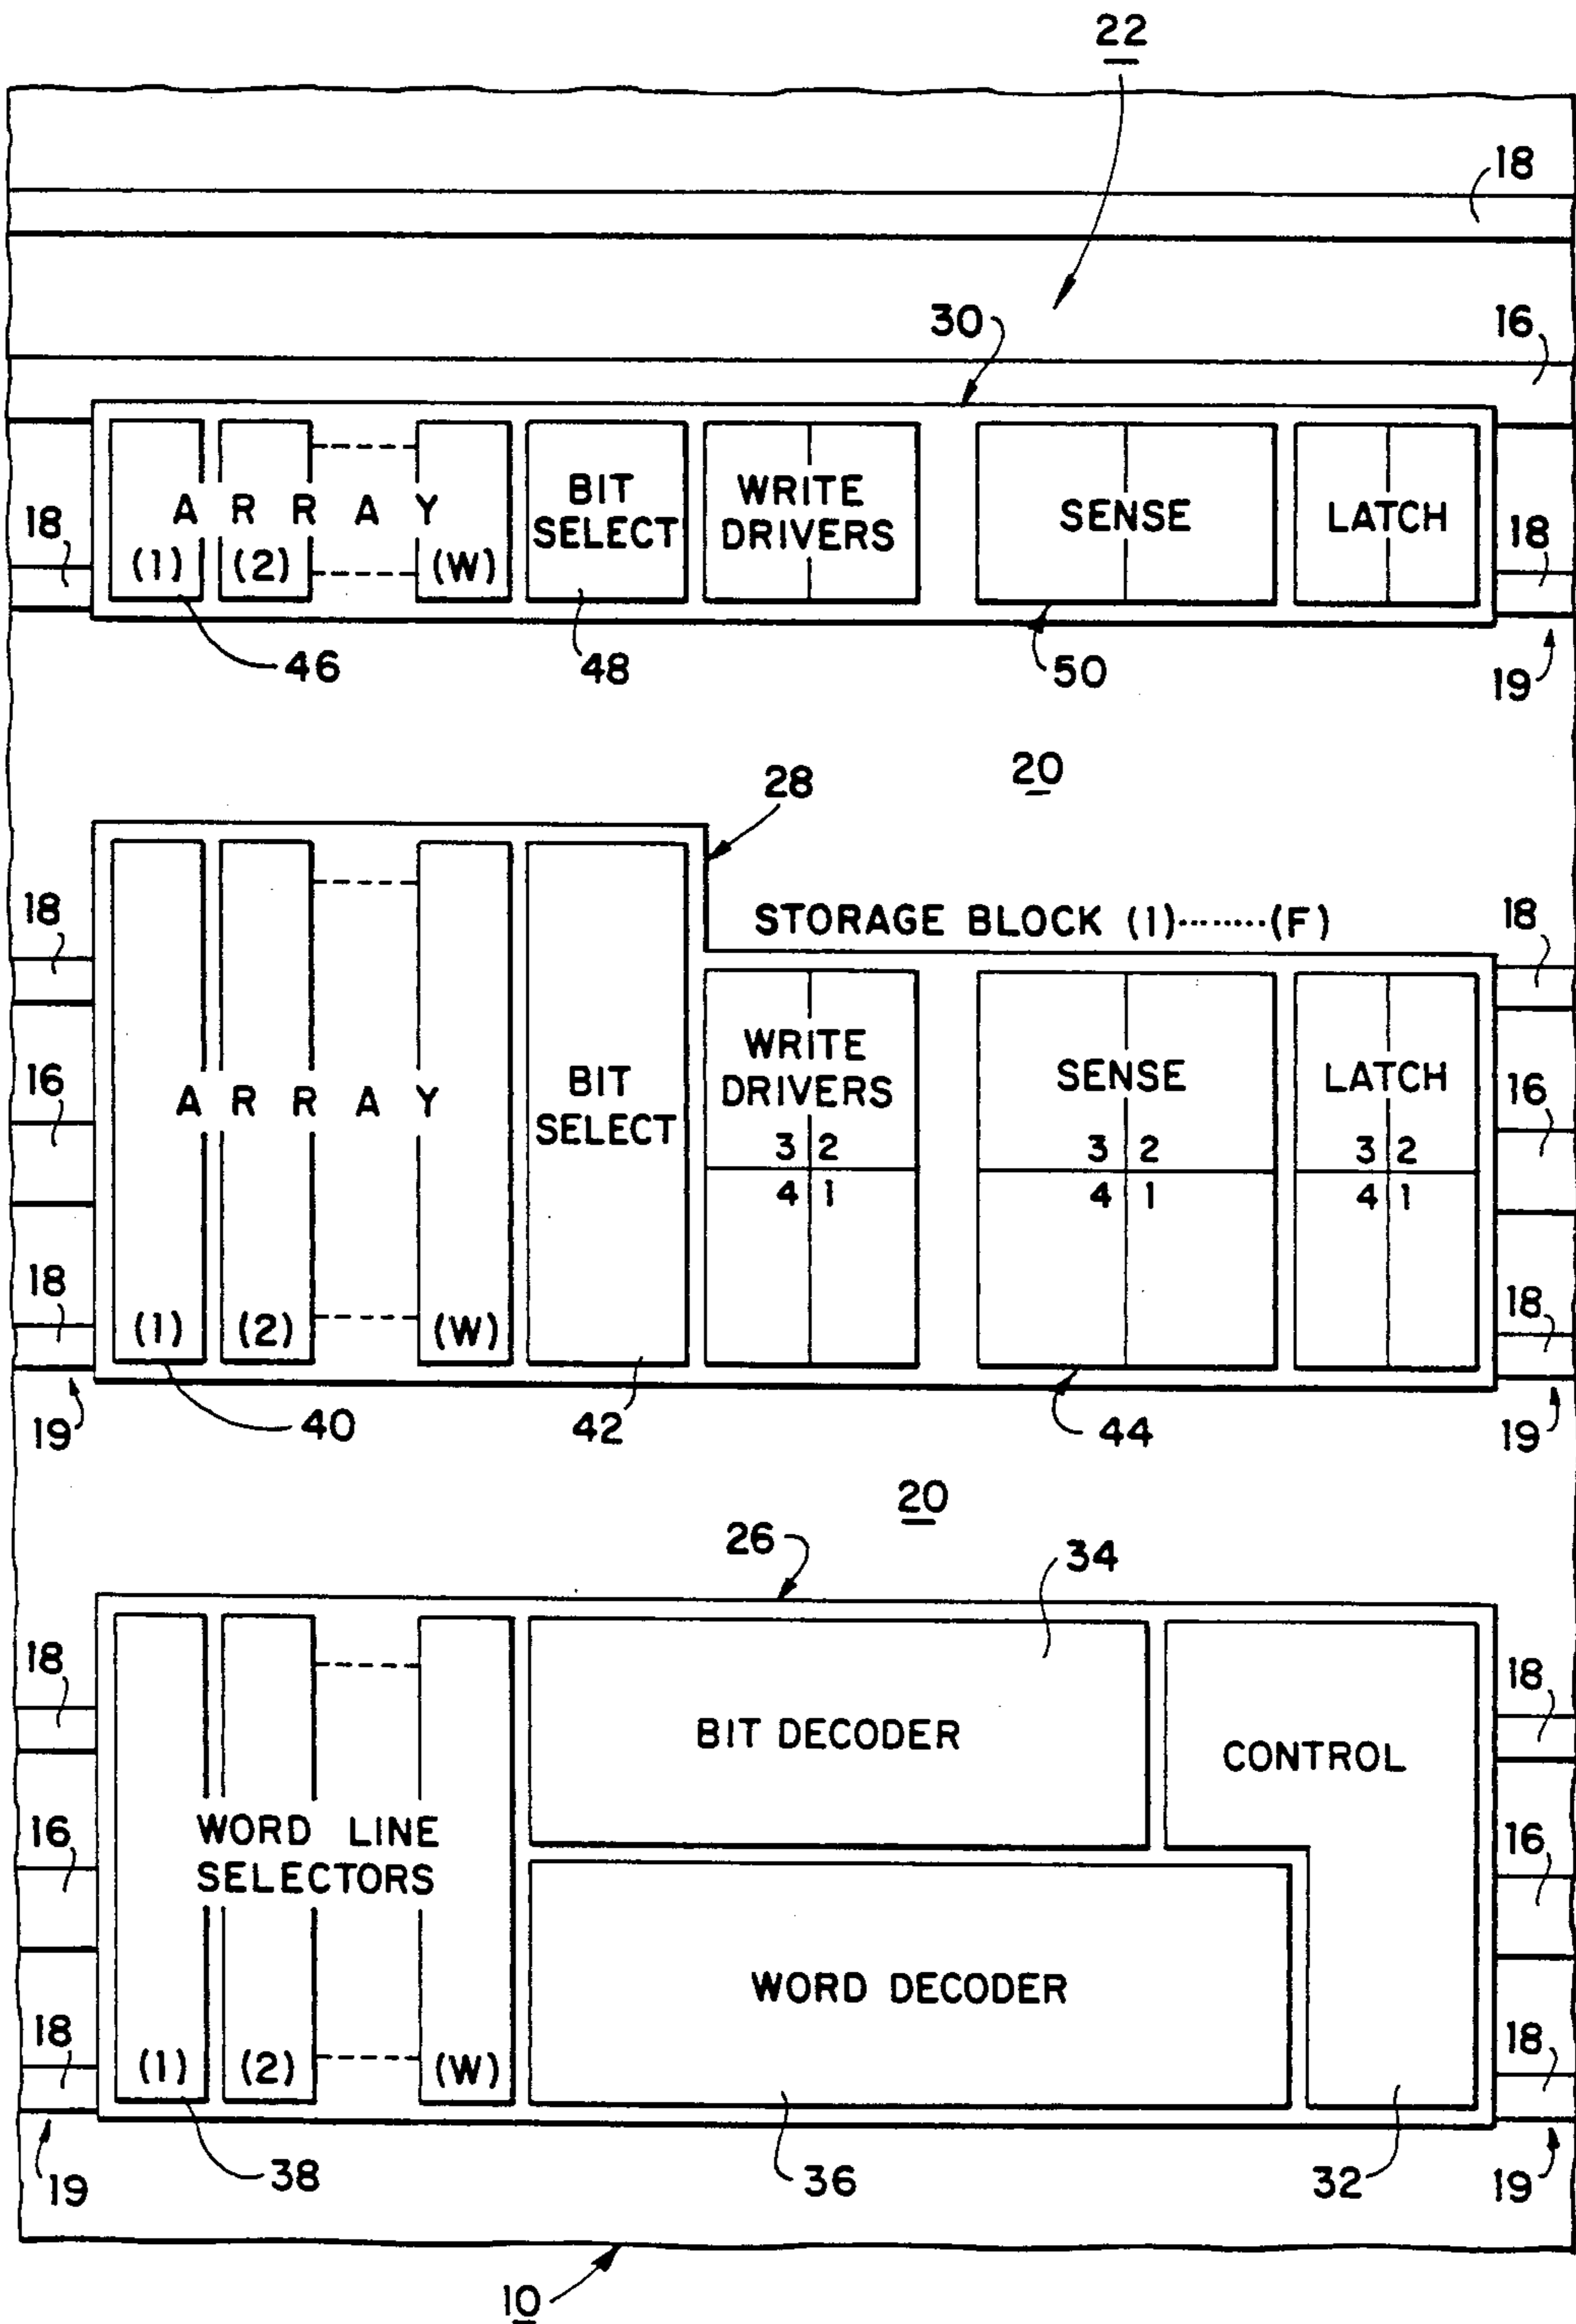 22
18
30
16
A R R A Y
(1) (2) (W)
BIT
SELECT
WRITE
DRIVERS
SENSE
LATCH
18
18
46
48
50
19
20
28
STORAGE BLOCK (1)........(F)
18
18
16
16
A R R A Y
BIT
SELECT
WRITE
DRIVERS
3 2
4 1
SENSE
3 2
4 1
LATCH
3 2
4 1
18
18
(1) (2) (W)
19
40
42
44
19
20
26
34
18
18
BIT DECODER
CONTROL
16
16
WORD LINE
SELECTORS
WORD DECODER
18
18
(1) (2) (W)
19
38
36
32
19
10